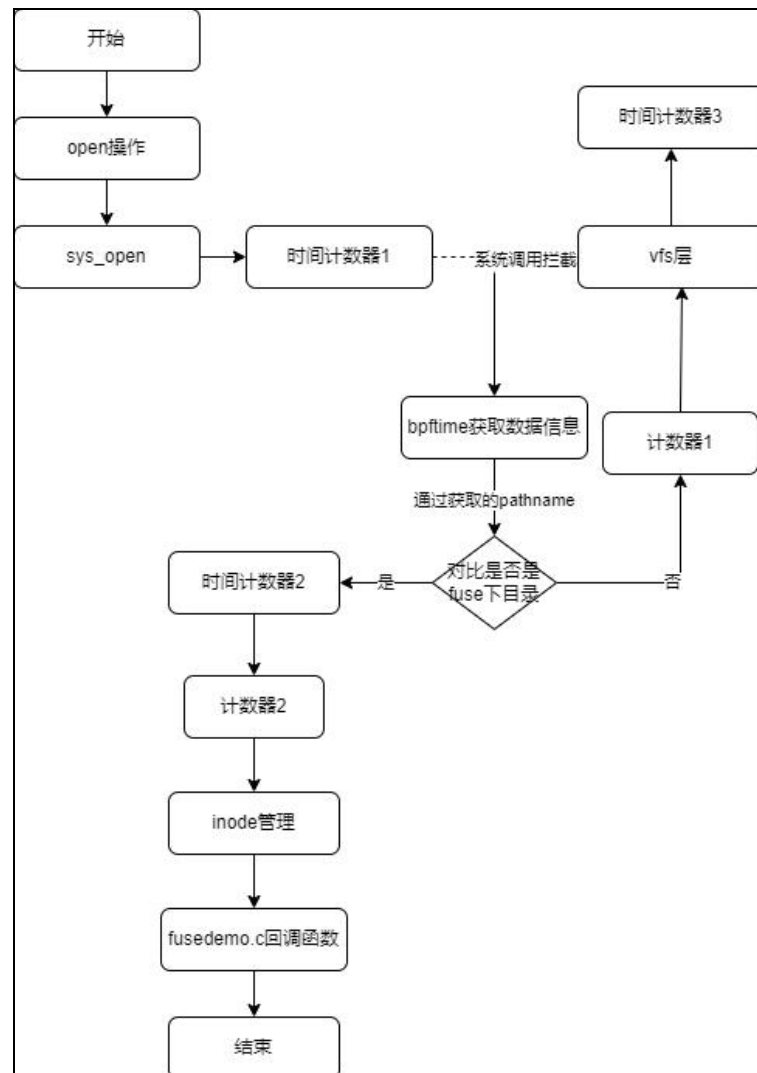 开始
时间计数器3
open操作
sys_open
时间计数器1
系统调用拦截
vfs层
bpftime获取数据信息
计数器1
通过获取的pathname
对比是否是
fuse下目录
是
否
时间计数器2
计数器2
inode管理
fusedemo.c回调函数
结束